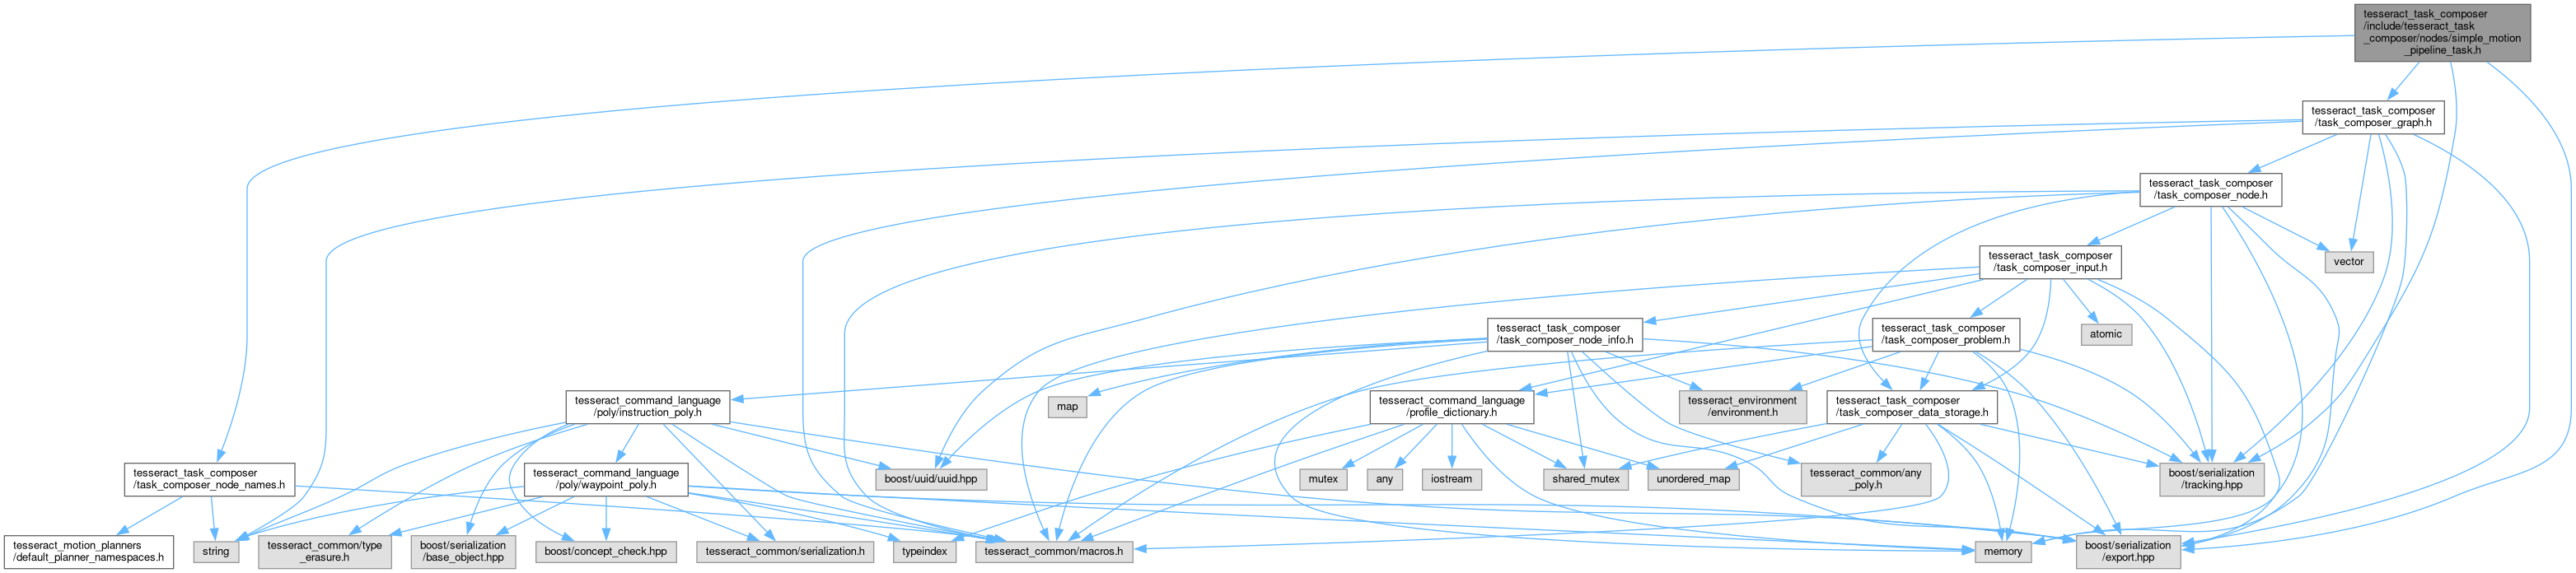 tesseract_task_composer
/include/tesseract_task
_composer/nodes/simple_motion
_pipeline_task.h
tesseract_task_composer
/task_composer_graph.h
tesseract_task_composer
/task_composer_node.h
tesseract_task_composer
/task_composer_input.h
vector
tesseract_task_composer
/task_composer_node_info.h
tesseract_task_composer
/task_composer_problem.h
atomic
tesseract_command_language
/poly/instruction_poly.h
map
tesseract_command_language
/profile_dictionary.h
tesseract_environment
/environment.h
tesseract_task_composer
/task_composer_data_storage.h
tesseract_task_composer
/task_composer_node_names.h
tesseract_command_language
/poly/waypoint_poly.h
boost/uuid/uuid.hpp
mutex
any
iostream
shared_mutex
unordered_map
tesseract_common/any
_poly.h
boost/serialization
/tracking.hpp
tesseract_motion_planners
/default_planner_namespaces.h
string
tesseract_common/type
_erasure.h
boost/serialization
/base_object.hpp
boost/concept_check.hpp
tesseract_common/serialization.h
typeindex
tesseract_common/macros.h
memory
boost/serialization
/export.hpp